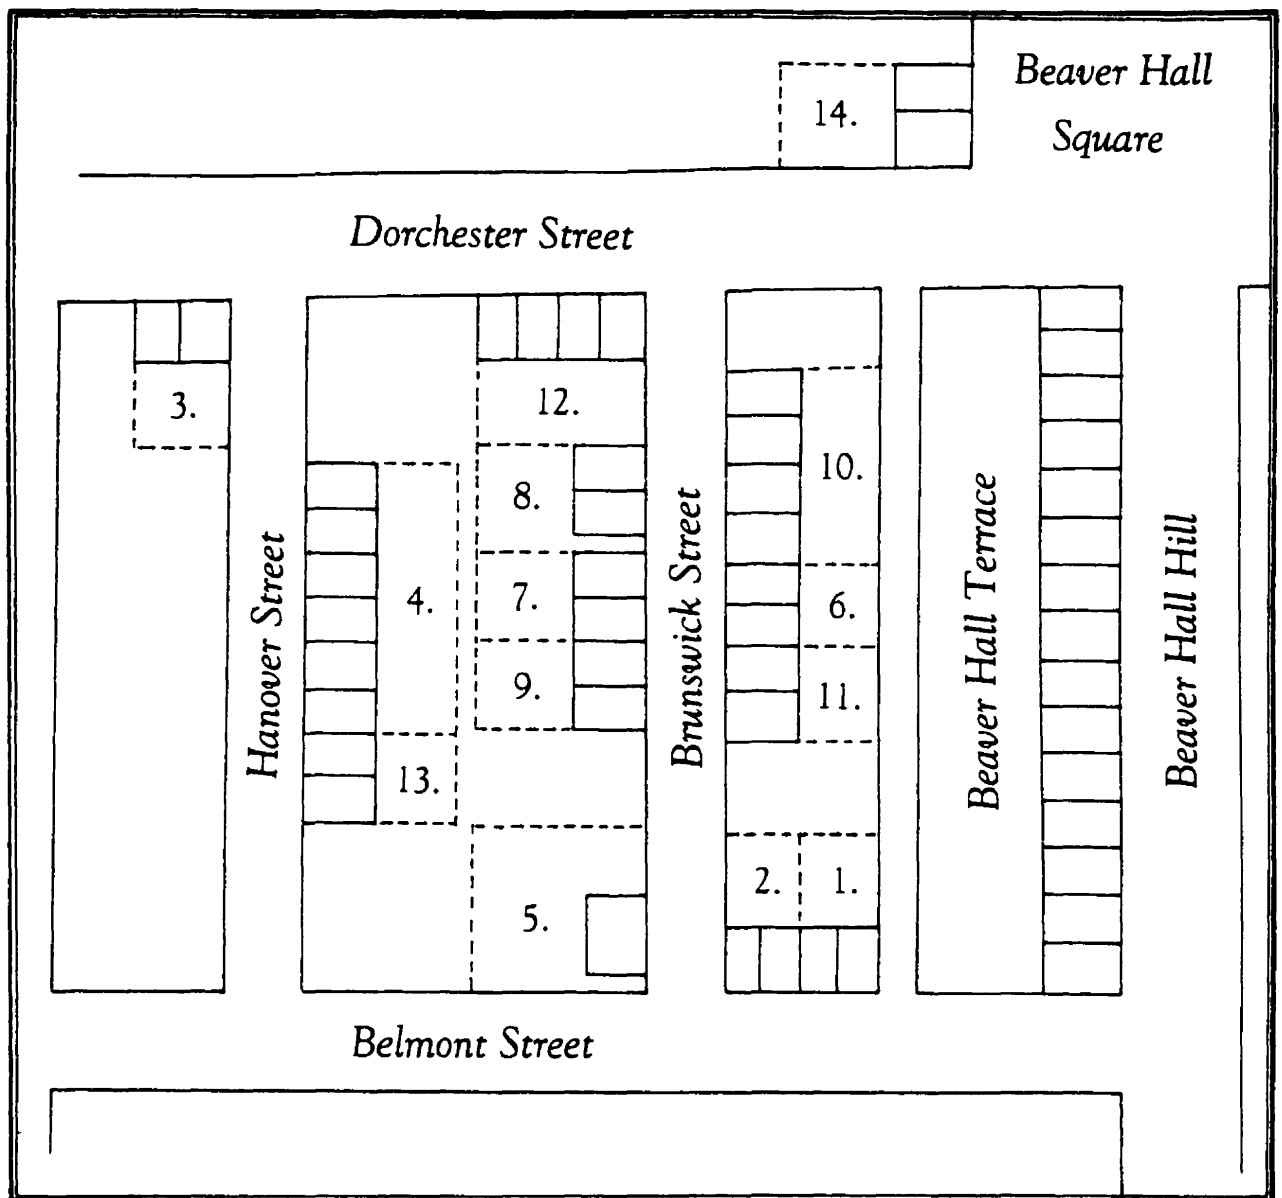 Beaver Hall
Square
14.
Dorchester Street
3.
12.
10.
8.
4.
7.
6.
9.
11.
13.
2.
1.
5.
Hanover Street
Brunswick Street
Beaver Hall Terrace
Beaver Hall Hill
Belmont Street